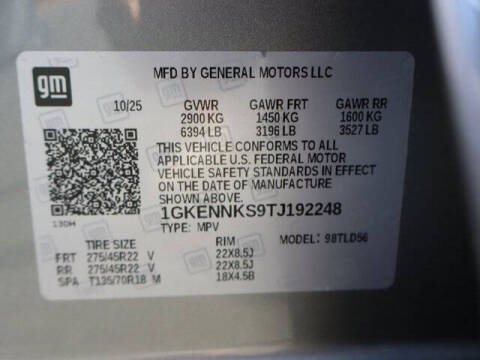 gm
MFD BY GENERAL MOTORS LLC
10/25 GVWR GAWR FRT GAWR RR
2900 KG 1450 KG 1600 KG
6394 LB 3196 LB 3527 LB
THIS VEHICLE CONFORMS TO ALL
APPLICABLE U.S. FEDERAL MOTOR
VEHICLE SAFETY STANDARDS IN EFFECT
ON THE DATE OF MANUFACTURE
SHOWN ABOVE.
1GKENNKS9TJ192248
130H
TYPE: MPV MODEL: 98TLD56
TIRE SIZE RIM
FRT 275/45R22 V 22X8.5J
RR 275/45R22 V 22X8.5J
SPA T135/70R18 M 18X4.5B